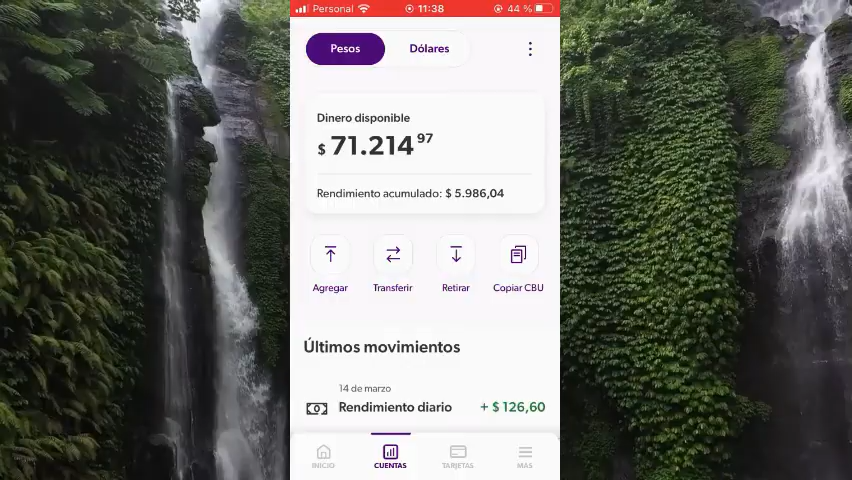 Personal 11:38 44 %
Pesos Dólares
Dinero disponible
$ 71.214 97
Rendimiento acumulado: $ 5.986,04
Agregar Transferir Retirar Copiar CBU
Últimos movimientos
14 de marzo
Rendimiento diario + $ 126,60
INICIO CUENTAS TARJETAS MÁS